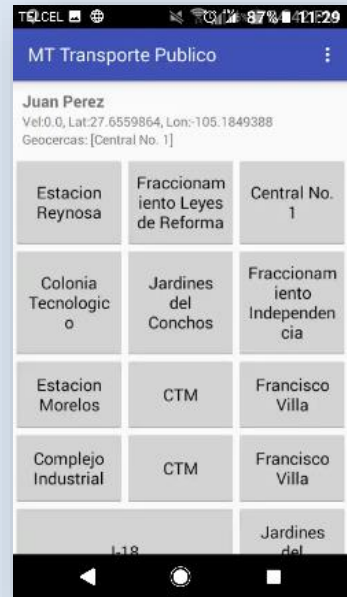 TELCEL 87% 11:29
MT Transporte Publico
Juan Perez
Vel:0.0, Lat:27.6559864, Lon:-105.1849388
Geocercas: [Central No. 1]
Estacion
Reynosa
Fraccionam
iento Leyes
de Reforma
Central No.
1
Colonia
Tecnologic
o
Jardines
del
Conchos
Fraccionam
iento
Independen
cia
Estacion
Morelos
CTM
Francisco
Villa
Complejo
Industrial
CTM
Francisco
Villa
J-18
Jardines
del